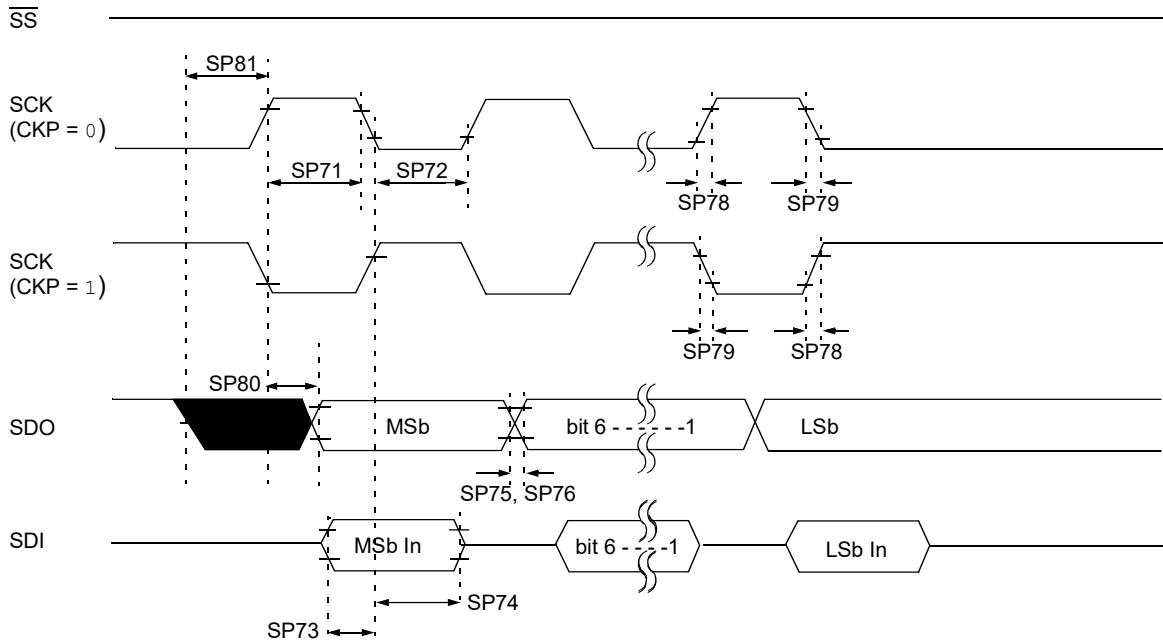 SS
SP81
SCK
(CKP = 0)
SP71
SP72
SP78
SP79
SCK
(CKP = 1)
SP79
SP78
SP80
SDO
MSb
bit 6 - - - - - -1
LSb
SP75, SP76
SDI
MSb In
bit 6 - - - -1
LSb In
SP74
SP73